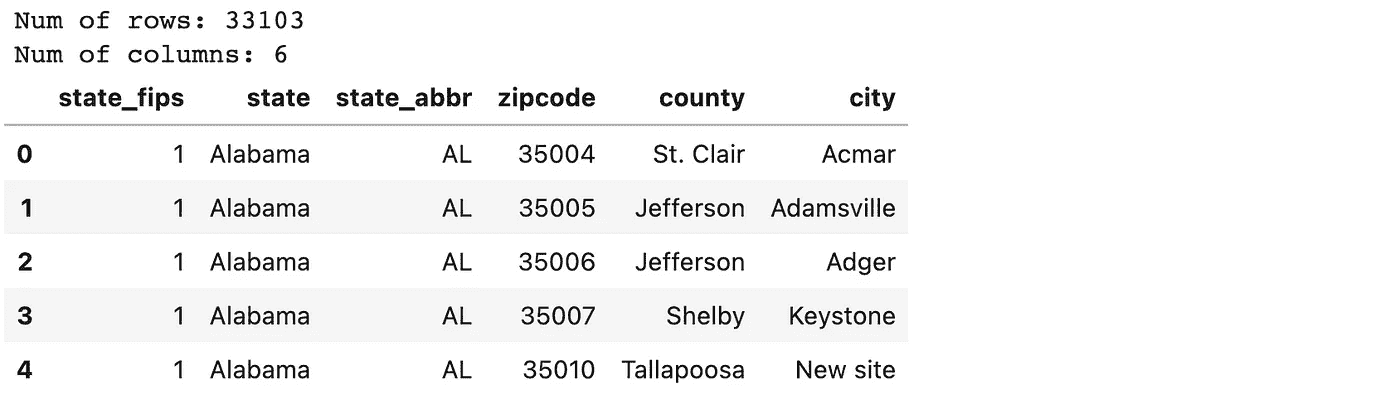 Num of rows: 33103
Num of columns: 6
state_fips state state_abbr zipcode county city
0 1 Alabama AL 35004 St. Clair Acmar
1 1 Alabama AL 35005 Jefferson Adamsville
2 1 Alabama AL 35006 Jefferson Adger
3 1 Alabama AL 35007 Shelby Keystone
4 1 Alabama AL 35010 Tallapoosa New site